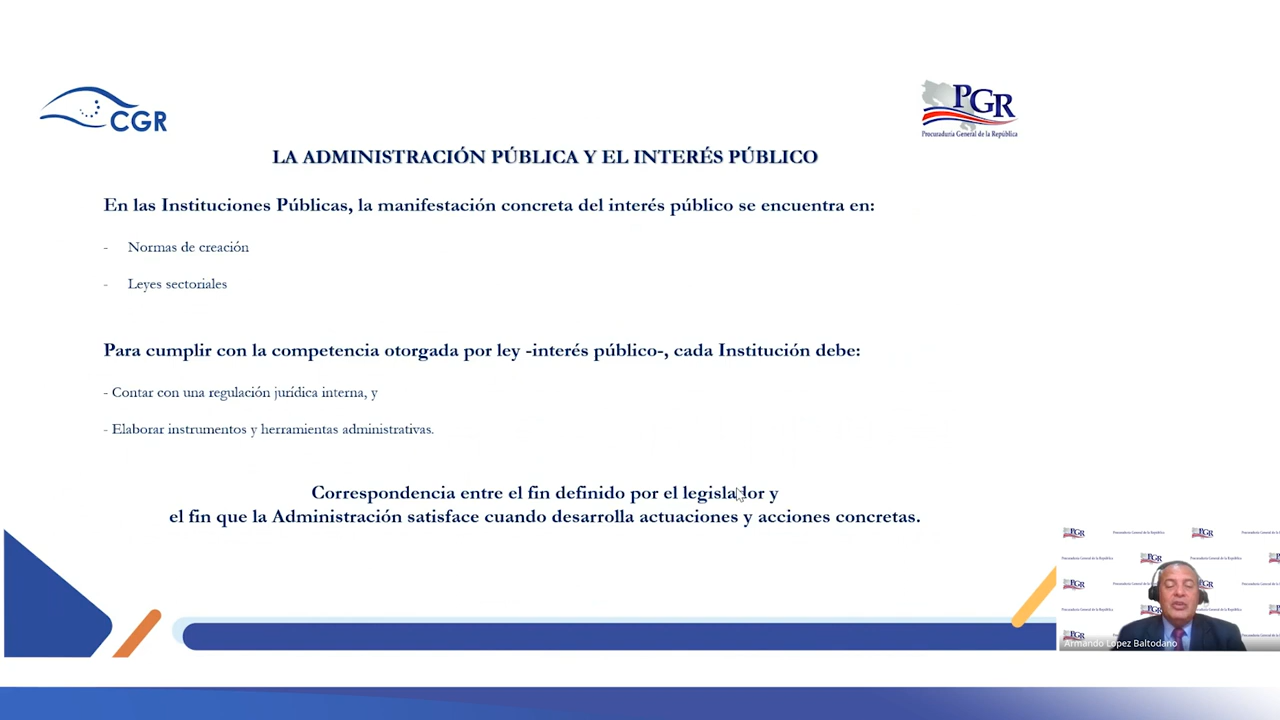 CGR
PGR
Procuraduría General de la República
LA ADMINISTRACIÓN PÚBLICA Y EL INTERÉS PÚBLICO
En las Instituciones Públicas, la manifestación concreta del interés público se encuentra en:
- Normas de creación
- Leyes sectoriales
Para cumplir con la competencia otorgada por ley -interés público-, cada Institución debe:
- Contar con una regulación jurídica interna, y
- Elaborar instrumentos y herramientas administrativas.
Correspondencia entre el fin definido por el legislador y
el fin que la Administración satisface cuando desarrolla actuaciones y acciones concretas.
Armando López Baltodano